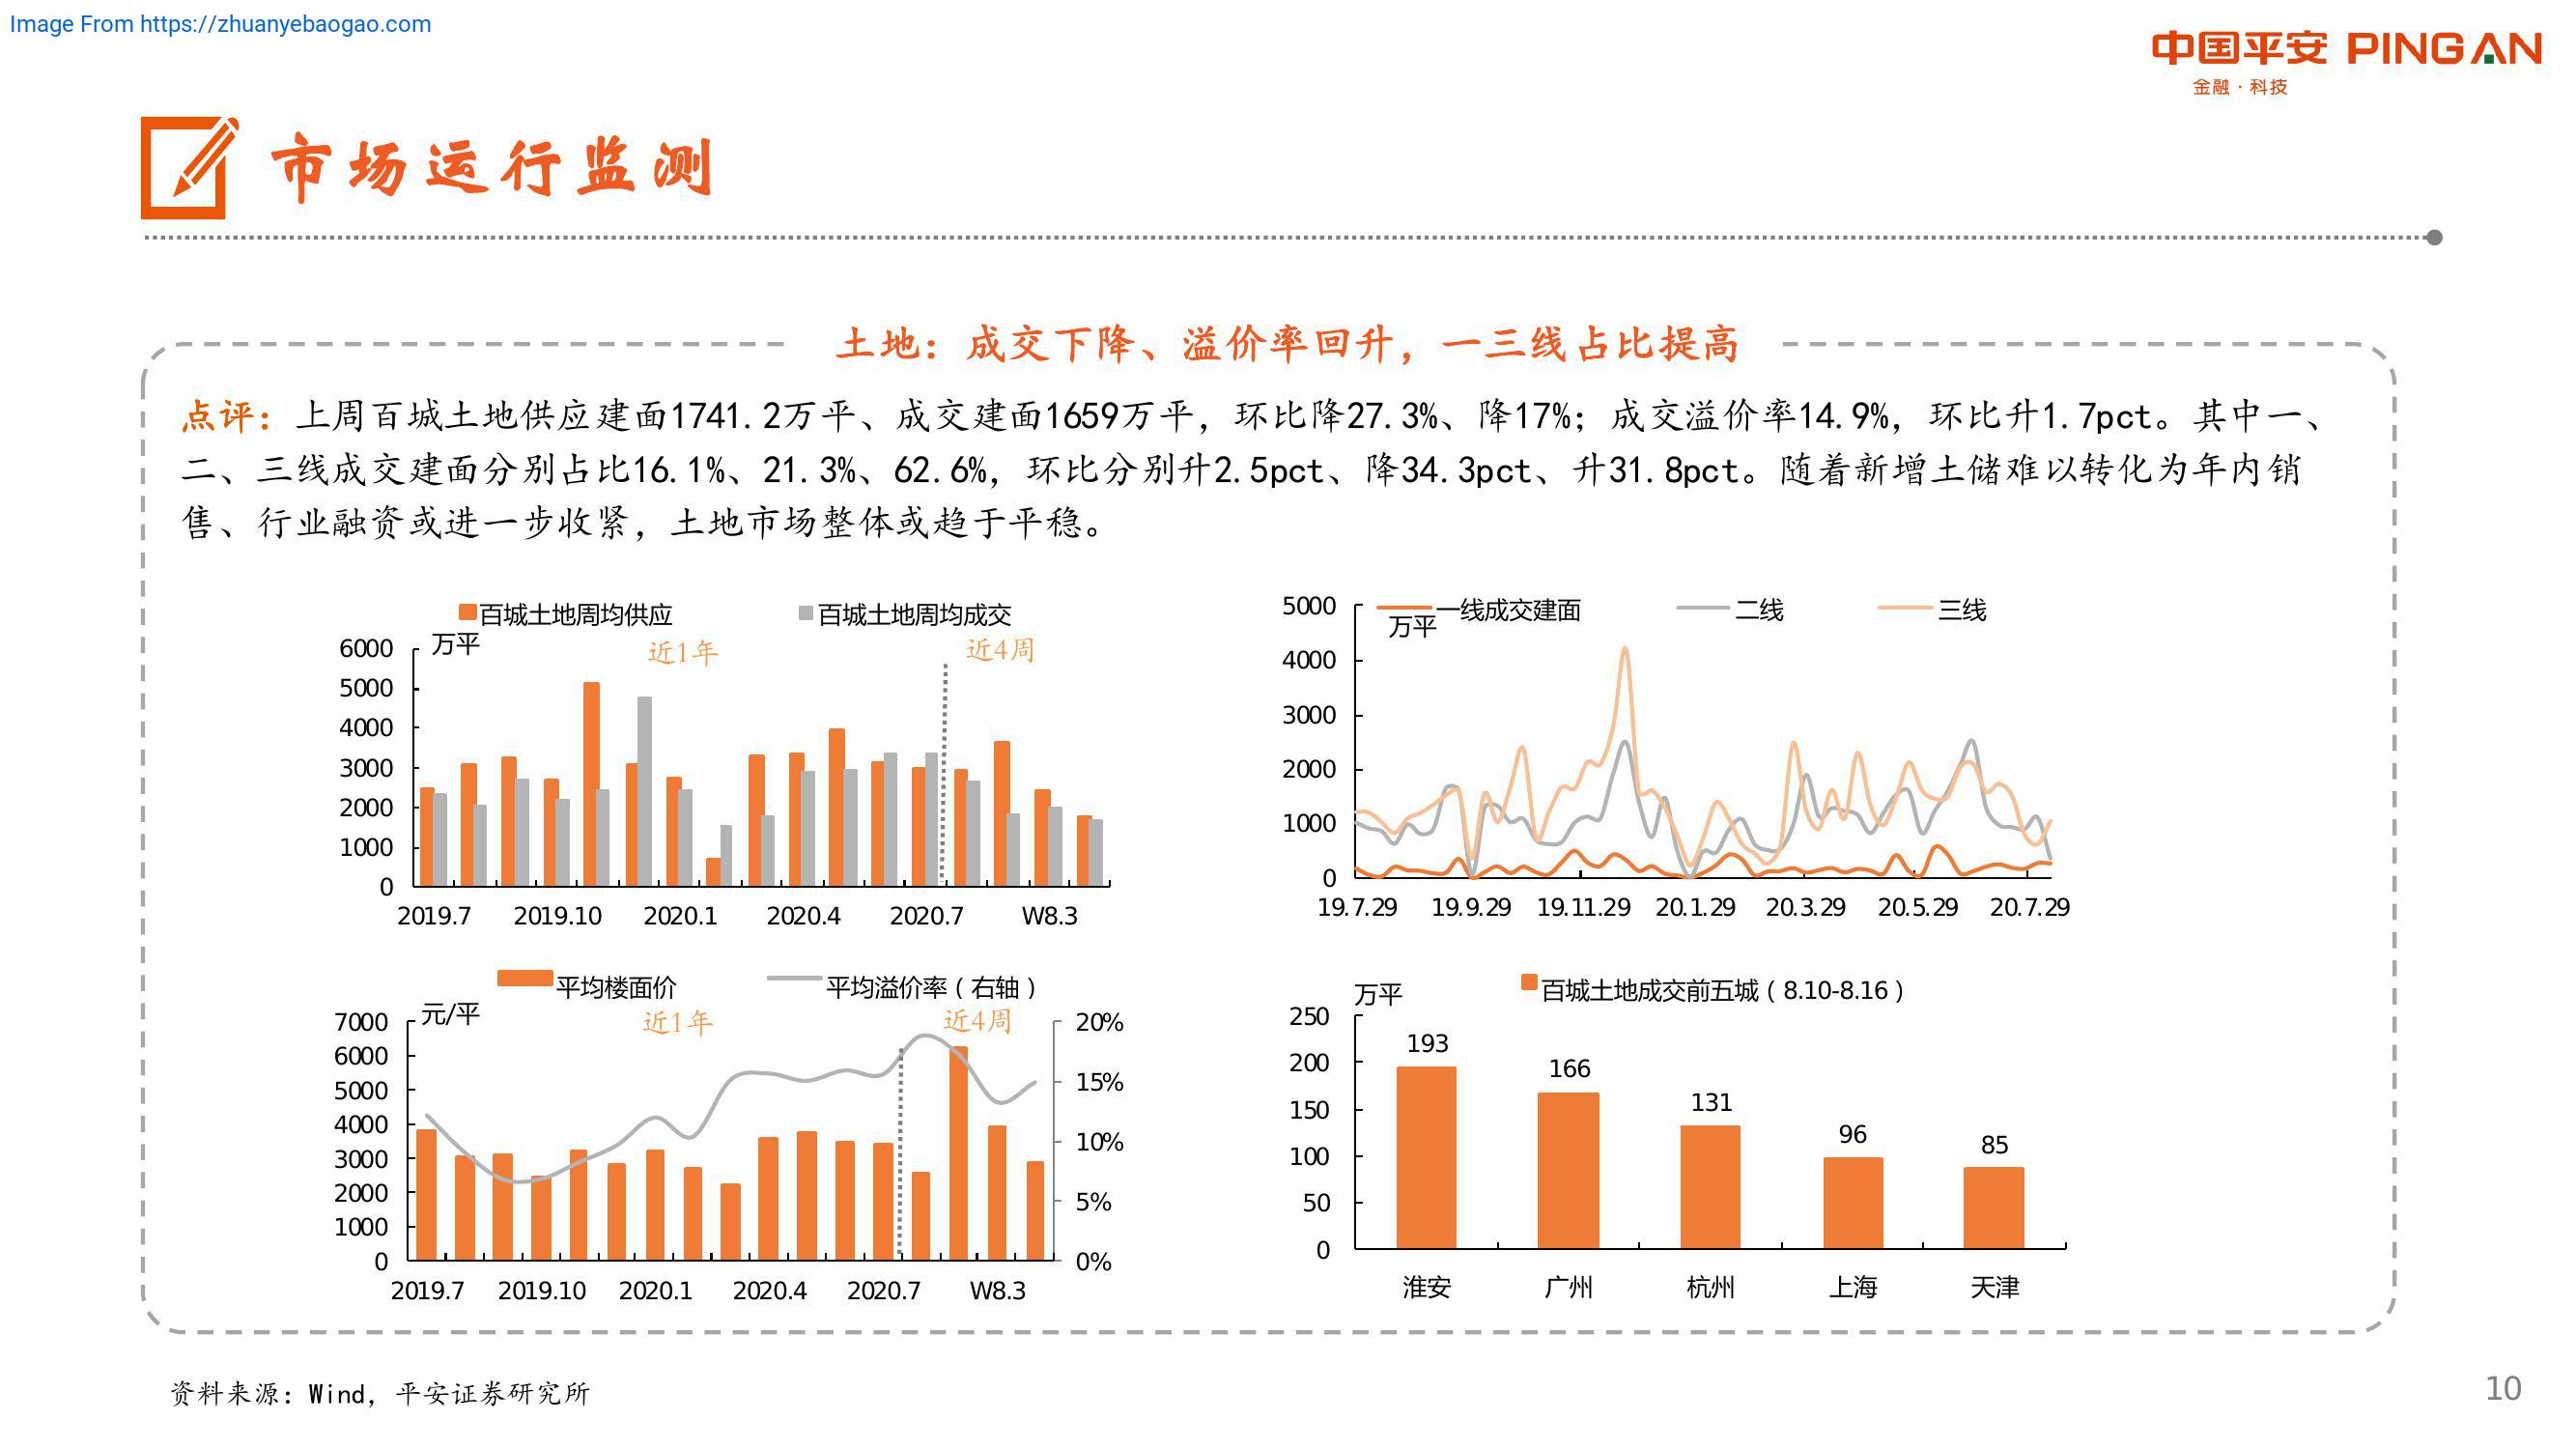 Image From https://zhuanyebaogao.com
中国平安 PINGAN
金融·科技
市场运行监测
土地：成交下降、溢价率回升，一三线占比提高
点评：上周百城土地供应建面1741.2万平、成交建面1659万平，环比降27.3%、降17%；成交溢价率14.9%，环比升1.7pct。其中一、
二、三线成交建面分别占比16.1%、21.3%、62.6%，环比分别升2.5pct、降34.3pct、升31.8pct。随着新增土储难以转化为年内销
售、行业融资或进一步收紧，土地市场整体或趋于平稳。
百城土地周均供应 百城土地周均成交
万平 近1年 近4周
6000
5000
4000
3000
2000
1000
0
2019.7 2019.10 2020.1 2020.4 2020.7 W8.3
一线成交建面 二线 三线
万平
5000
4000
3000
2000
1000
0
19.7.29 19.9.29 19.11.29 20.1.29 20.3.29 20.5.29 20.7.29
平均楼面价 平均溢价率（右轴）
元/平 近1年 近4周
7000
6000
5000
4000
3000
2000
1000
0
20%
15%
10%
5%
0%
2019.7 2019.10 2020.1 2020.4 2020.7 W8.3
万平 百城土地成交前五城（8.10-8.16）
250
200
150
100
50
0
193 166 131 96 85
淮安 广州 杭州 上海 天津
资料来源：Wind，平安证券研究所
10